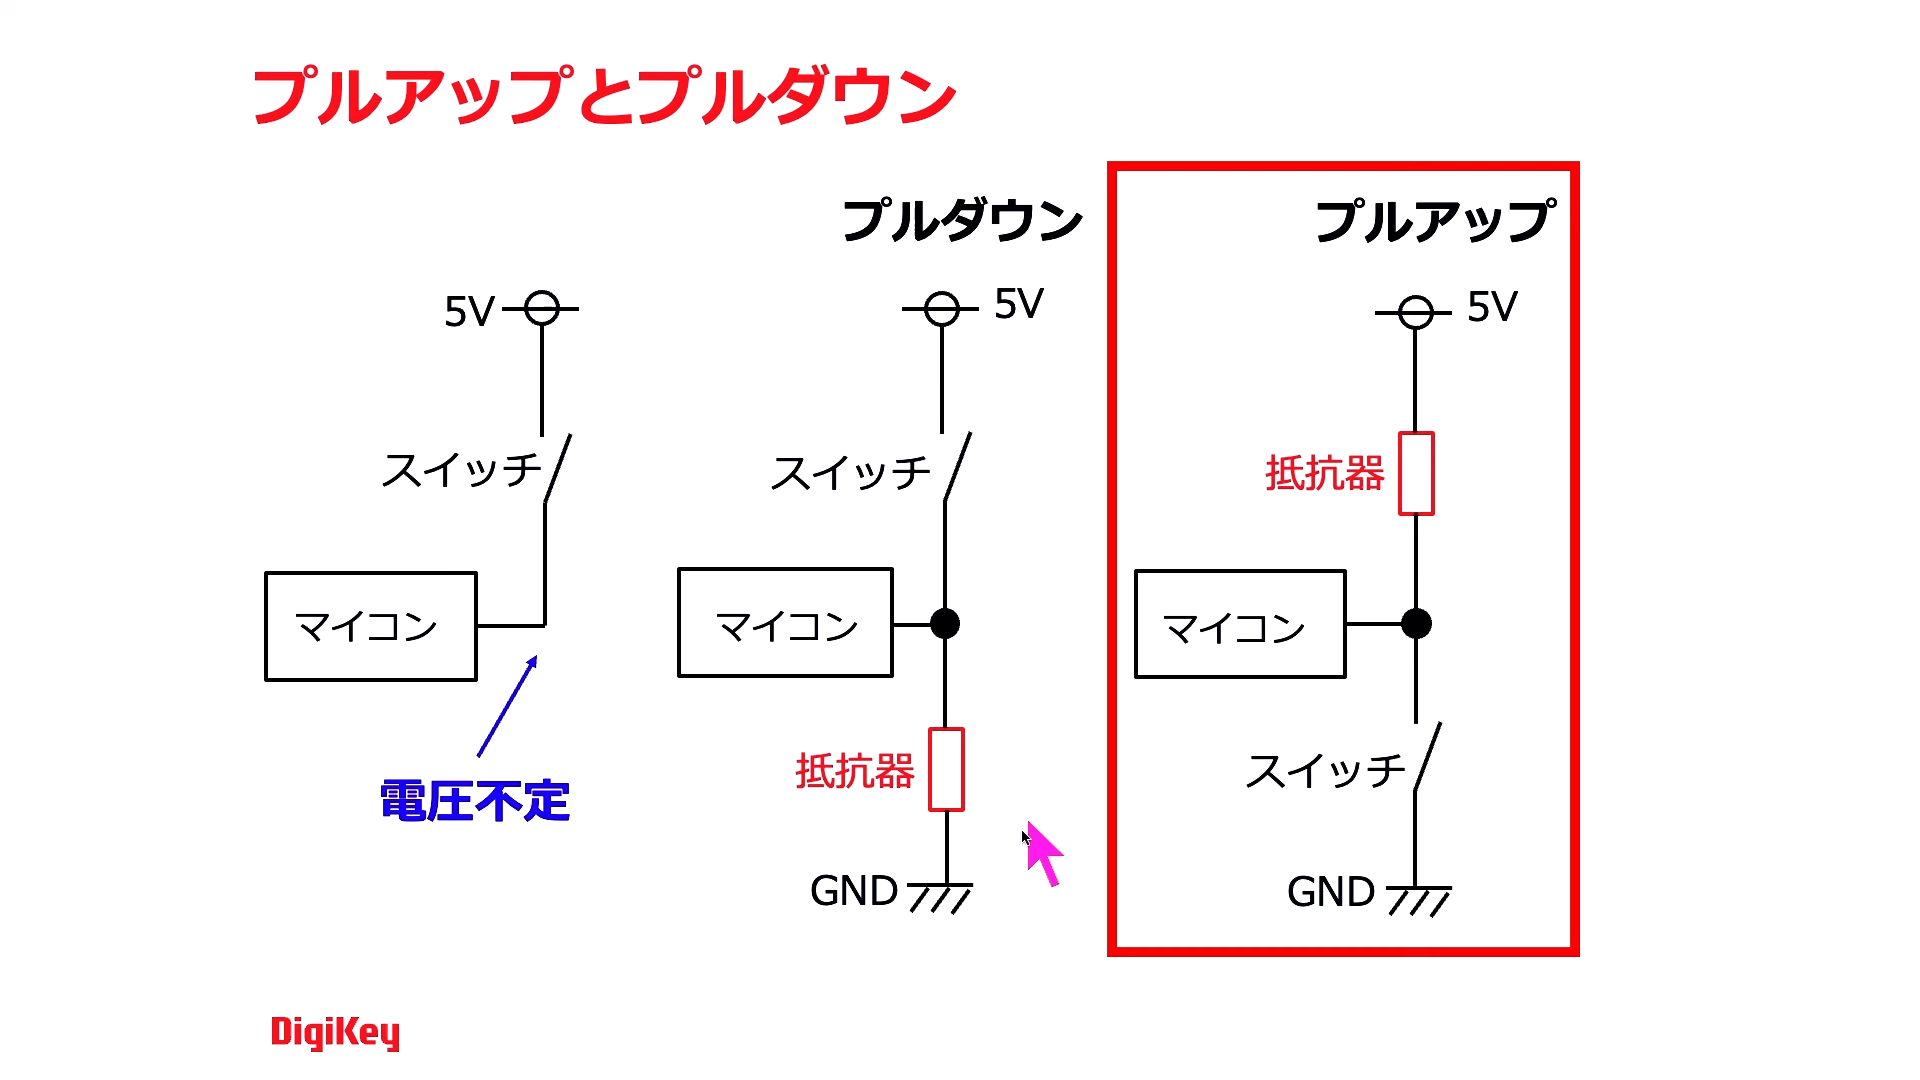 プルアップとプルダウン
プルダウン
プルアップ
5V
5V
5V
スイッチ
スイッチ
抵抗器
マイコン
マイコン
マイコン
電圧不定
抵抗器
スイッチ
GND
GND
DigiKey